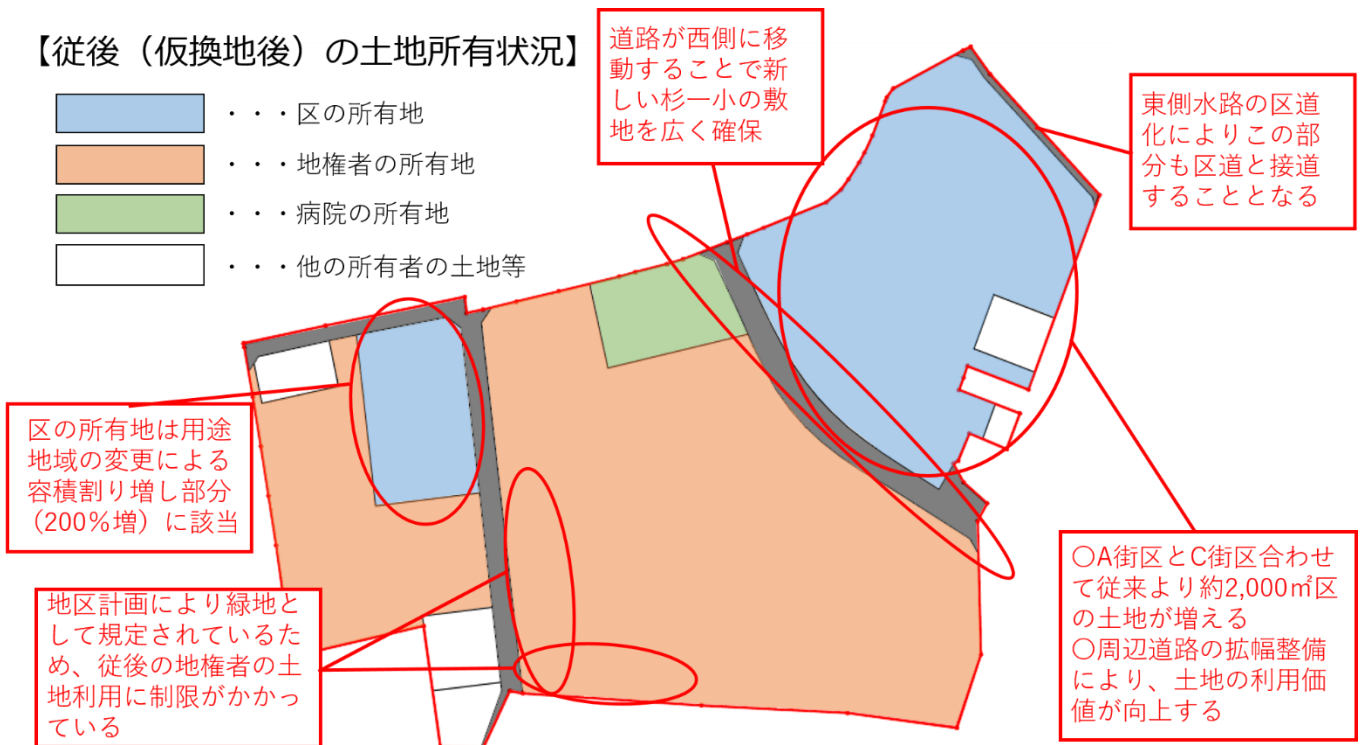 【従後（仮換地後）の土地所有状況】
・・・区の所有地
・・・地権者の所有地
・・・病院の所有地
・・・他の所有者の土地等
道路が西側に移
動することで新
しい杉一小の敷
地を広く確保
東側水路の区道
化によりこの部
分も区道と接道
することとなる
区の所有地は用途
地域の変更による
容積割り増し部分
（200％増）に該当
地区計画により緑地と
して規定されているた
め、従後の地権者の土
地利用に制限がかかっ
ている
○A街区とC街区合わせ
て従来より約2,000㎡区
の土地が増える
○周辺道路の拡幅整備
により、土地の利用価
値が向上する